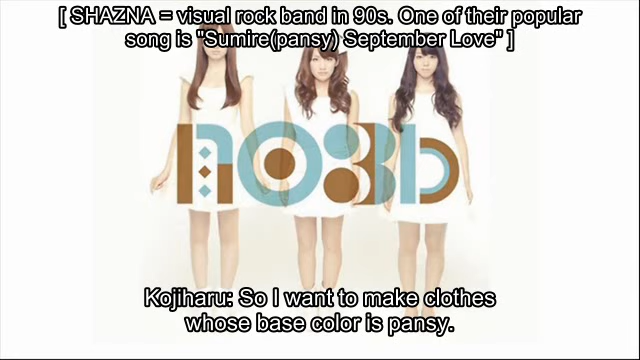 [ SHAZNA = visual rock band in 90s. One of their popular
song is "Sumire(pansy) September Love" ]
no3b
Kojiharu: So I want to make clothes
whose base color is pansy.